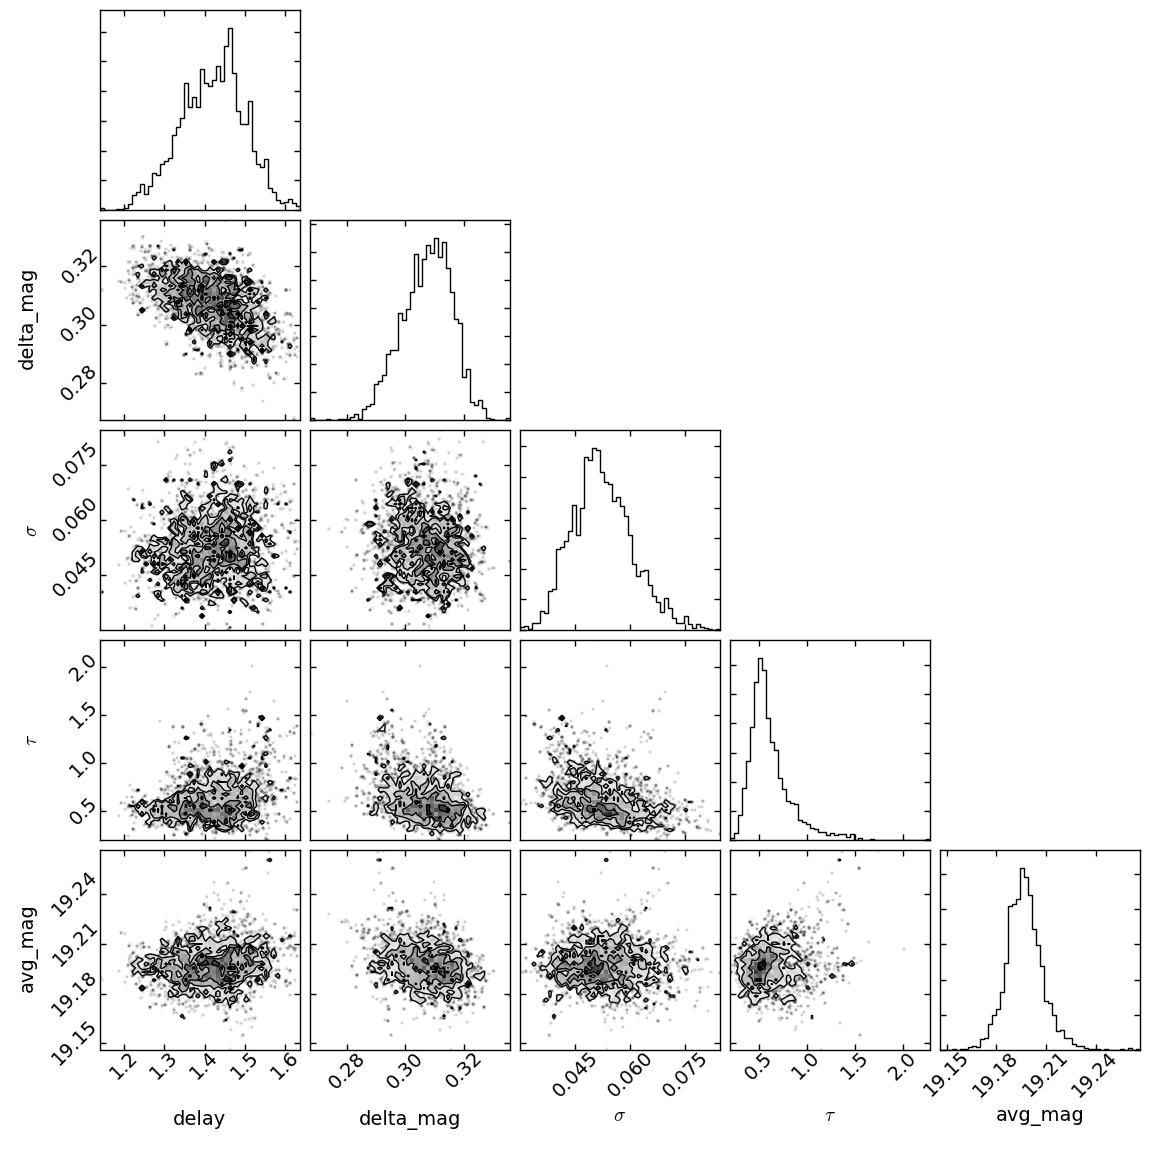 0.32
0.30
0.28
delta_mag
0.075
0.060
0.045
σ
2.0
1.5
1.0
0.5
τ
19.24
19.21
19.18
19.15
avg_mag
1.2 1.3 1.4 1.5 1.6
0.28 0.30 0.32
0.045 0.060 0.075
0.5 1.0 1.5 2.0
19.15 19.18 19.21 19.24
delay delta_mag σ τ avg_mag